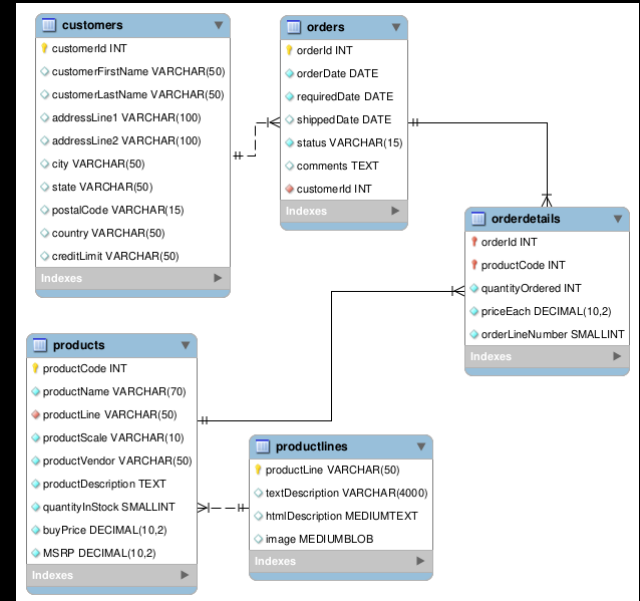 customers
customerId INT
customerFirstName VARCHAR(50)
customerLastName VARCHAR(50)
addressLine1 VARCHAR(100)
addressLine2 VARCHAR(100)
city VARCHAR(50)
state VARCHAR(50)
postalCode VARCHAR(15)
country VARCHAR(50)
creditLimit VARCHAR(50)
Indexes
orders
orderId INT
orderDate DATE
requiredDate DATE
shippedDate DATE
status VARCHAR(15)
comments TEXT
customerId INT
Indexes
orderdetails
orderId INT
productCode INT
quantityOrdered INT
priceEach DECIMAL(10,2)
orderLineNumber SMALLINT
Indexes
products
productCode INT
productName VARCHAR(70)
productLine VARCHAR(50)
productScale VARCHAR(10)
productVendor VARCHAR(50)
productDescription TEXT
quantityInStock SMALLINT
buyPrice DECIMAL(10,2)
MSRP DECIMAL(10,2)
Indexes
productlines
productLine VARCHAR(50)
textDescription VARCHAR(4000)
htmlDescription MEDIUMTEXT
image MEDIUMBLOB
Indexes